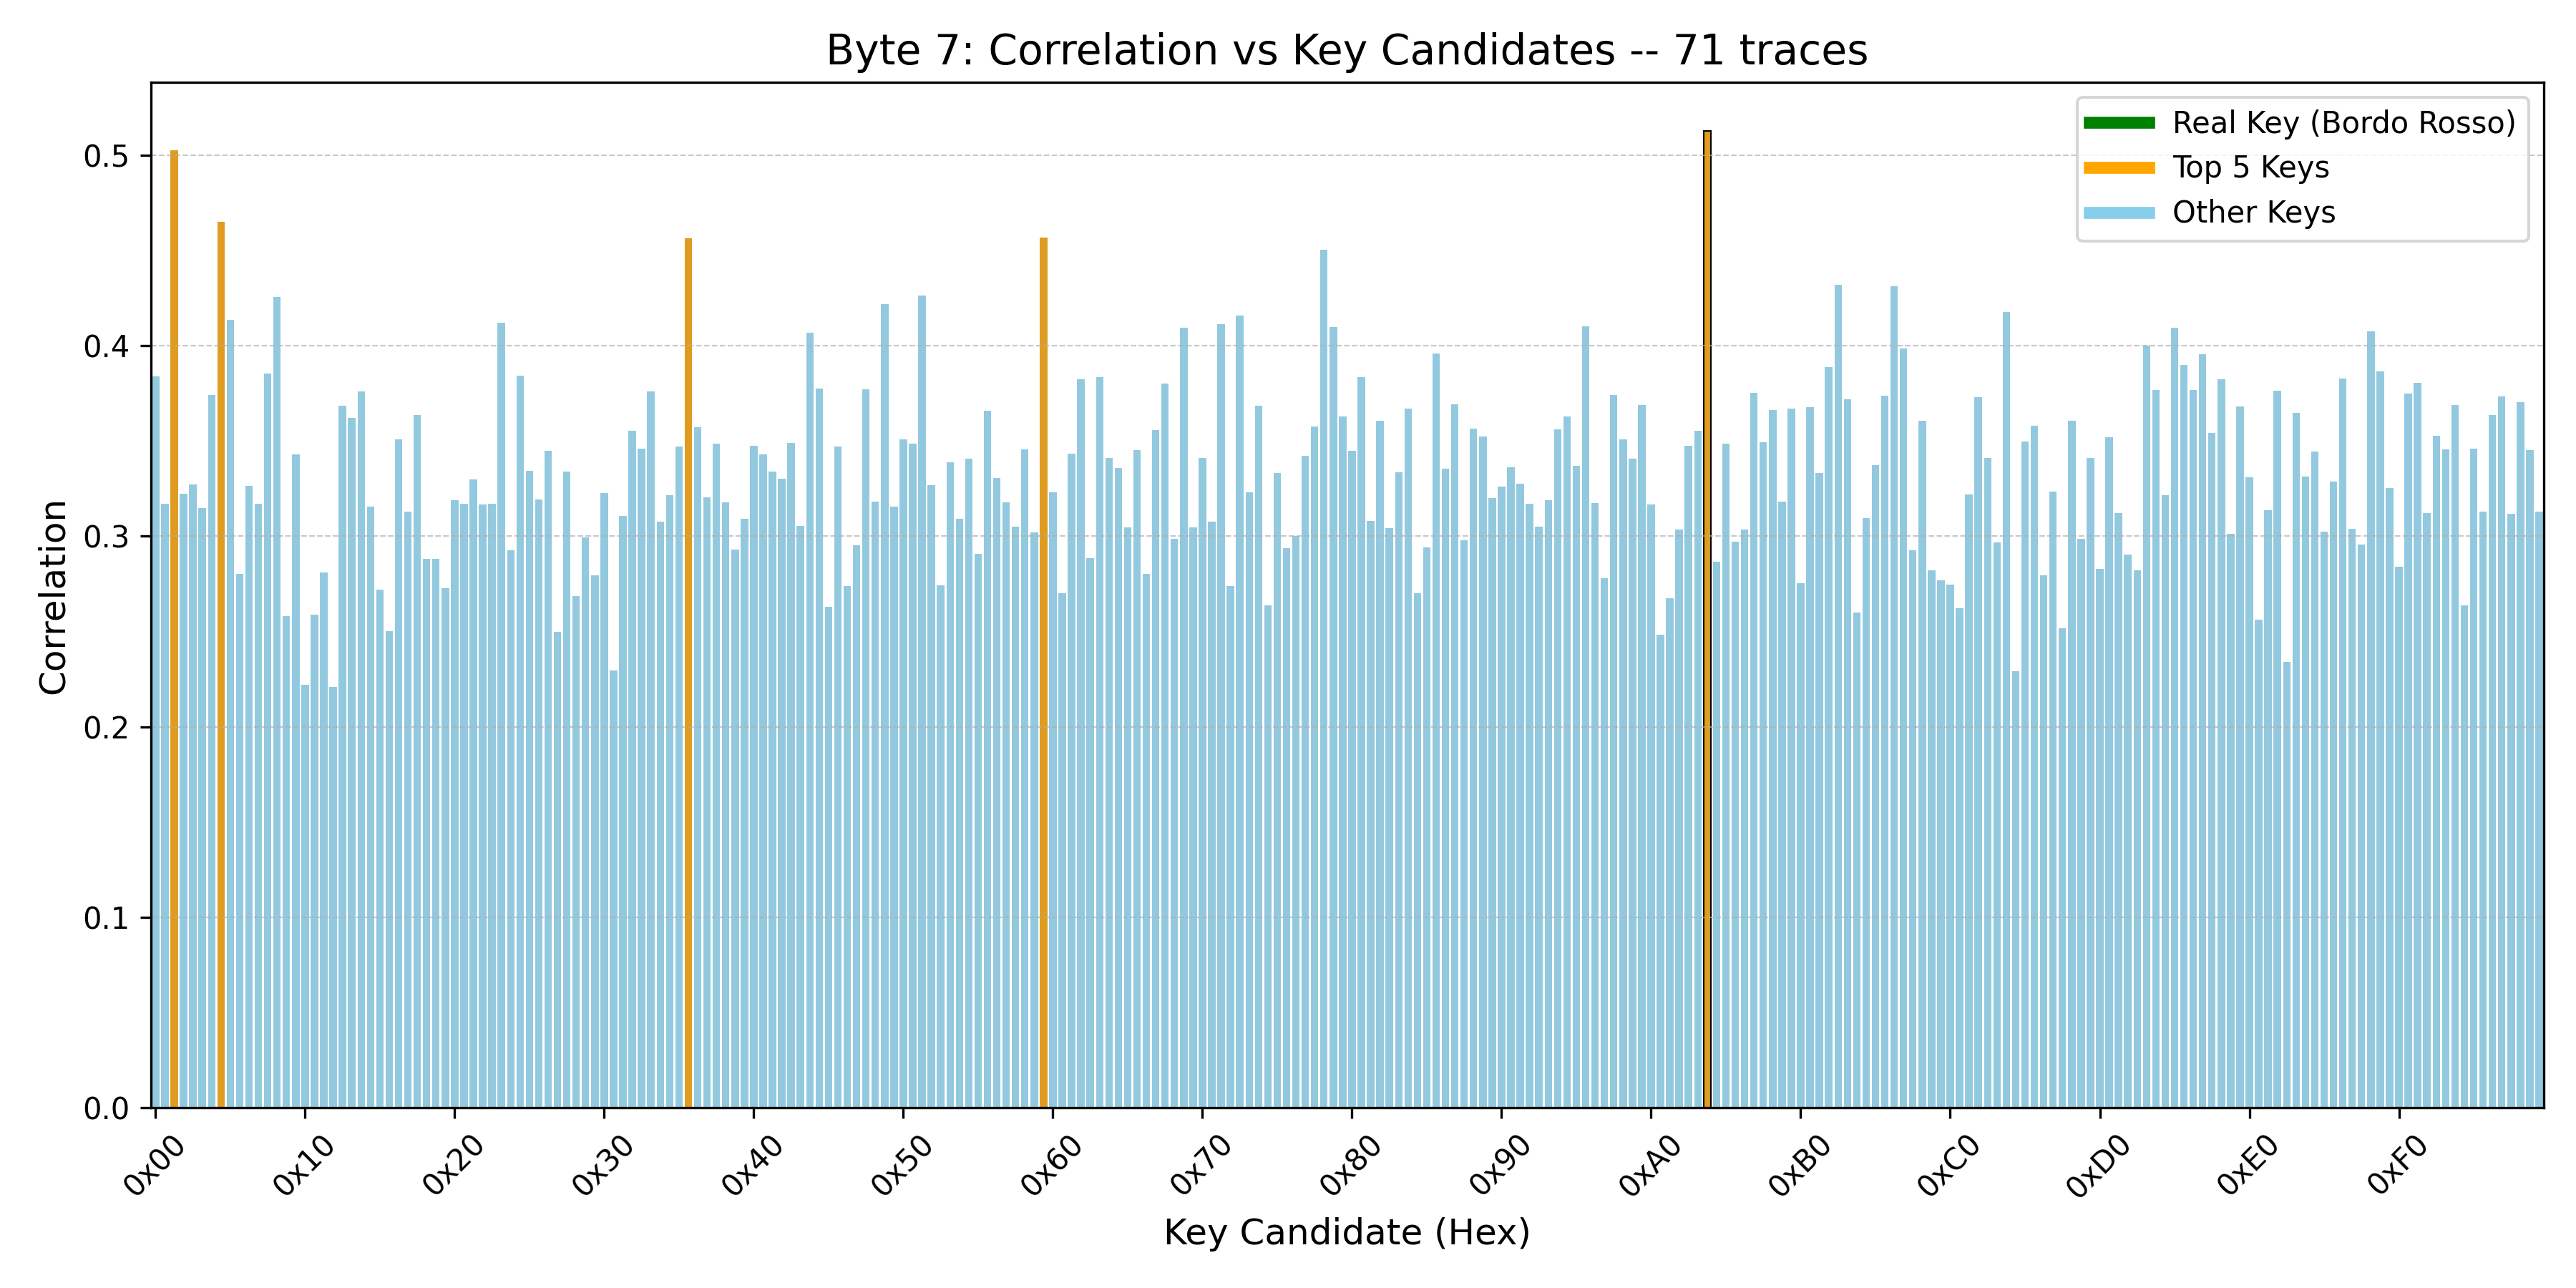 Byte 7: Correlation vs Key Candidates -- 71 traces
Real Key (Bordo Rosso)
Top 5 Keys
Other Keys
Correlation
0.5
0.4
0.3
0.2
0.1
0.0
0x00 0x10 0x20 0x30 0x40 0x50 0x60 0x70 0x80 0x90 0xA0 0xB0 0xC0 0xD0 0xE0 0xF0
Key Candidate (Hex)